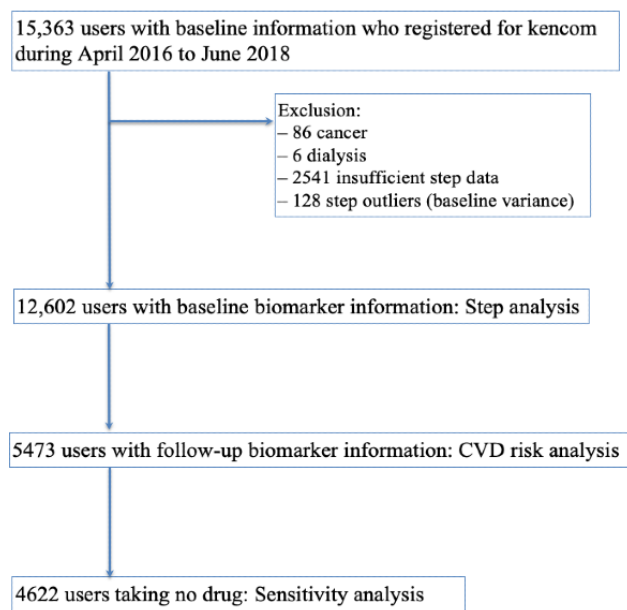 15,363 users with baseline information who registered for kencom
during April 2016 to June 2018
Exclusion:
– 86 cancer
– 6 dialysis
– 2541 insufficient step data
– 128 step outliers (baseline variance)
12,602 users with baseline biomarker information: Step analysis
5473 users with follow-up biomarker information: CVD risk analysis
4622 users taking no drug: Sensitivity analysis